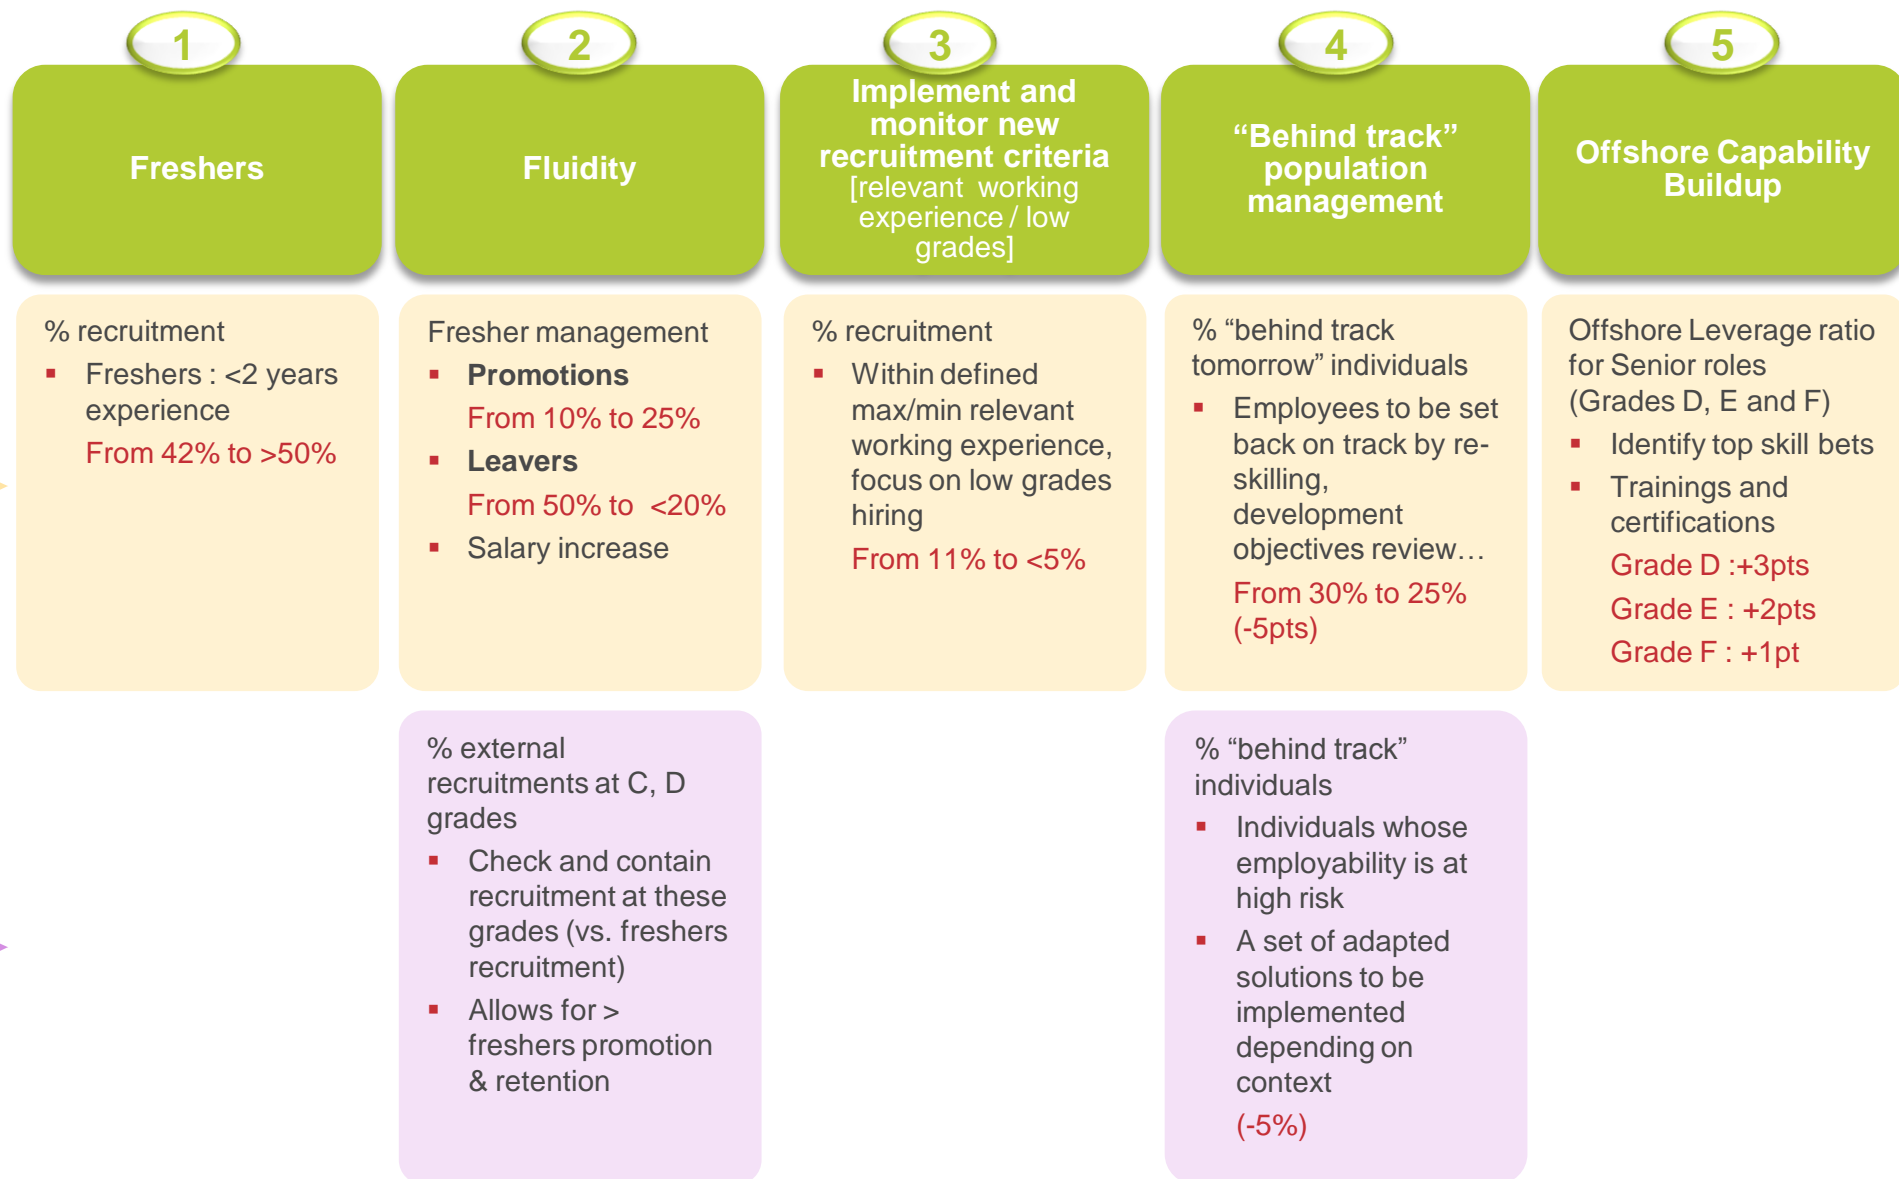 1
Freshers
% recruitment
▪ Freshers : <2 years
experience
From 42% to >50%
2
Fluidity
Fresher management
▪ Promotions
From 10% to 25%
▪ Leavers
From 50% to <20%
▪ Salary increase
% external
recruitments at C, D
grades
▪ Check and contain
recruitment at these
grades (vs. freshers
recruitment)
▪ Allows for >
freshers promotion
& retention
3
Implement and
monitor new
recruitment criteria
[relevant working
experience / low
grades]
% recruitment
▪ Within defined
max/min relevant
working experience,
focus on low grades
hiring
From 11% to <5%
4
“Behind track”
population
management
% “behind track
tomorrow” individuals
▪ Employees to be set
back on track by re-
skilling,
development
objectives review…
From 30% to 25%
(-5pts)
% “behind track”
individuals
▪ Individuals whose
employability is at
high risk
▪ A set of adapted
solutions to be
implemented
depending on
context
(-5%)
5
Offshore Capability
Buildup
Offshore Leverage ratio
for Senior roles
(Grades D, E and F)
▪ Identify top skill bets
▪ Trainings and
certifications
Grade D :+3pts
Grade E : +2pts
Grade F : +1pt